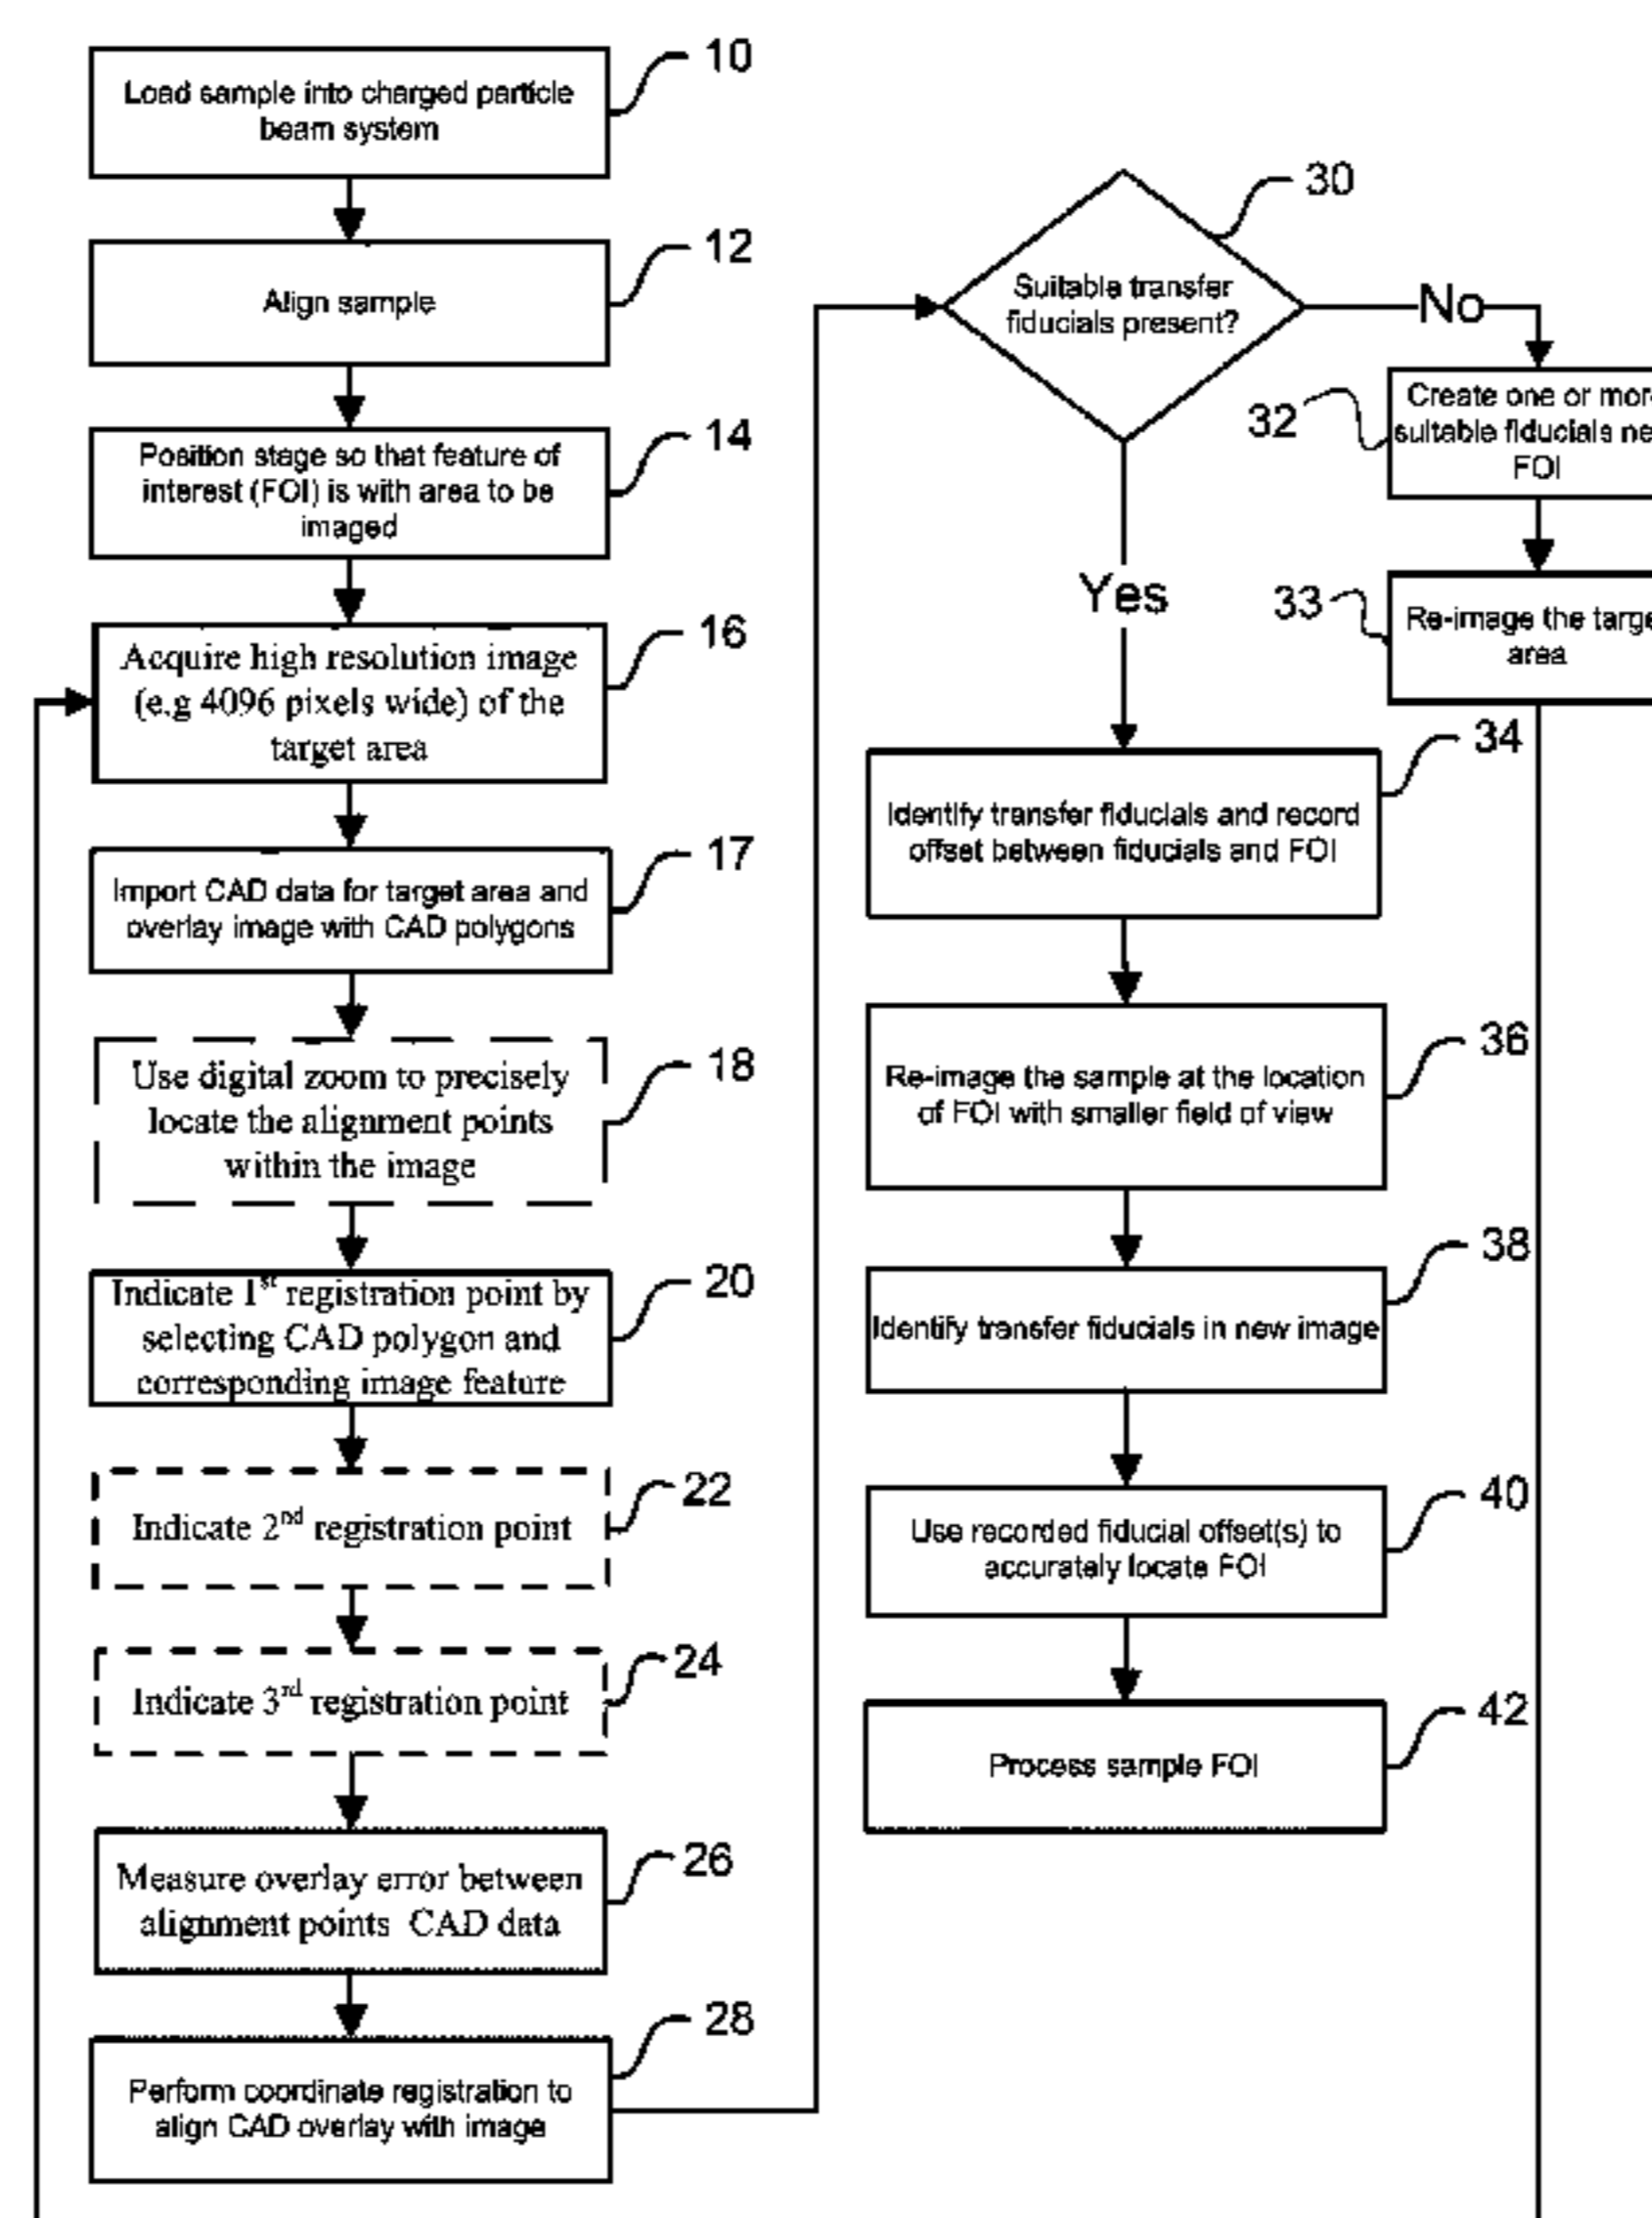 10
Load sample into charged particle
beam system
12
Align sample
14
Position stage so that feature of
interest (FOI) is with area to be
imaged
16
Acquire high resolution image
(e.g 4096 pixels wide) of the
target area
17
Import CAD data for target area and
overlay image with CAD polygons
18
Use digital zoom to precisely
locate the alignment points
within the image
20
Indicate 1st registration point by
selecting CAD polygon and
corresponding image feature
22
Indicate 2nd registration point
24
Indicate 3rd registration point
26
Measure overlay error between
alignment points CAD data
28
Perform coordinate registration to
align CAD overlay with image
30
Suitable transfer
fiducials present?
No
Yes
32
Create one or mor
suitable fiducials ne
FOI
33
Re-image the targe
area
34
Identify transfer fiducials and record
offset between fiducials and FOI
36
Re-image the sample at the location
of FOI with smaller field of view
38
Identify transfer fiducials in new image
40
Use recorded fiducial offset(s) to
accurately locate FOI
42
Process sample FOI